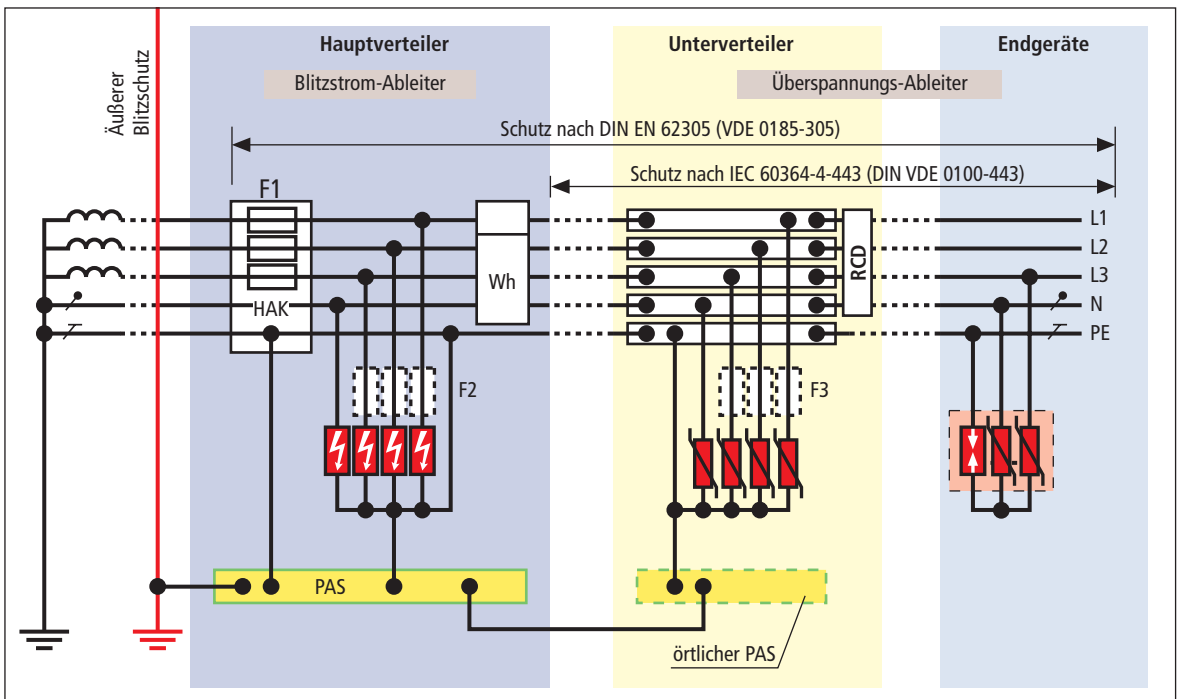 Hauptverteiler
Unterverteiler
Endgeräte
Blitzstrom-Ableiter
Überspannungs-Ableiter
Äußerer
Blitzschutz
Schutz nach DIN EN 62305 (VDE 0185-305)
Schutz nach IEC 60364-4-443 (DIN VDE 0100-443)
F1
L1
L2
L3
N
PE
HAK
Wh
RCD
F2
F3
PAS
örtlicher PAS